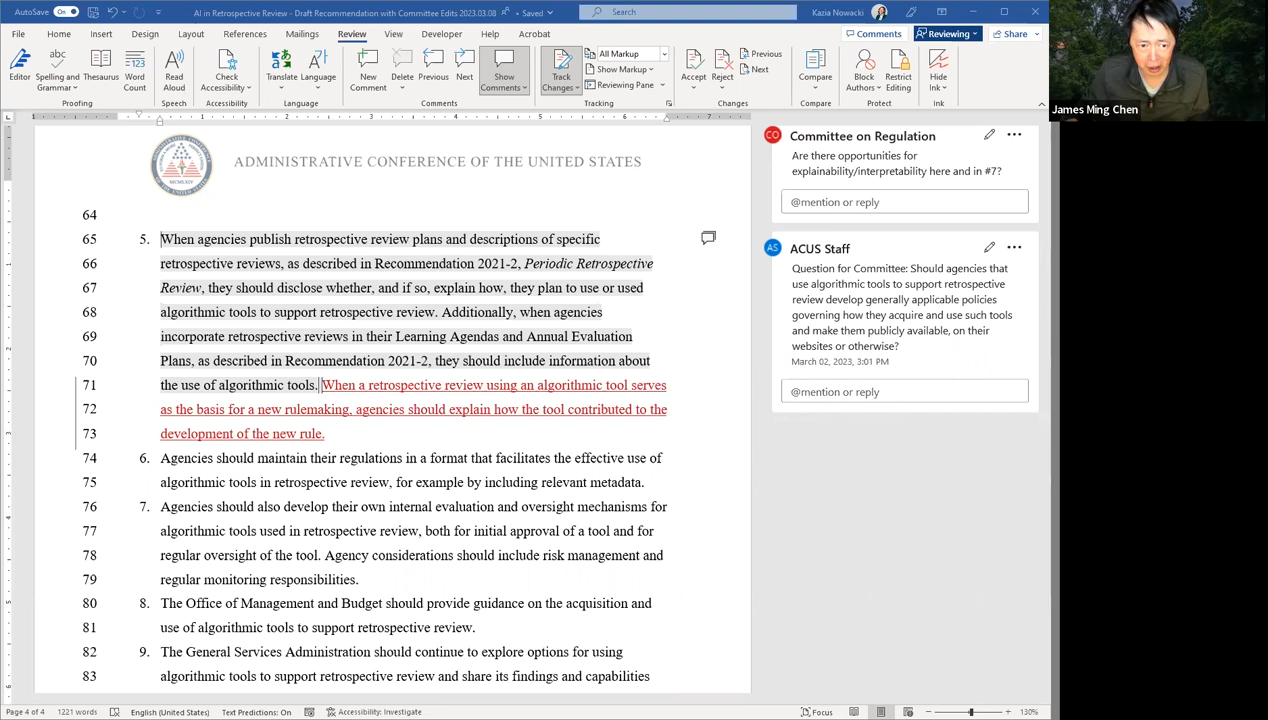 AutoSave On AI in Retrospective Review - Draft Recommendation with Committee Edits 2023.03.08 • Saved Search Kazia Nowacki
File Home Insert Design Layout References Mailings Review View Developer Help Acrobat Comments Reviewing Share
Editor Spelling and Grammar Thesaurus Word Count Read Aloud Check Accessibility Translate Language New Comment Delete Previous Next Show Comments Track Changes All Markup Show Markup Reviewing Pane Accept Reject Previous Next Compare Block Authors Restrict Editing Hide Ink
Proofing Speech Accessibility Language Comments Tracking Changes Compare Protect Ink
James Ming Chen
1 1 2 3 4 5 6 7
ADMINISTRATIVE CONFERENCE OF THE UNITED STATES
64
65 5. When agencies publish retrospective review plans and descriptions of specific
66 retrospective reviews, as described in Recommendation 2021-2, Periodic Retrospective
67 Review, they should disclose whether, and if so, explain how, they plan to use or used
68 algorithmic tools to support retrospective review. Additionally, when agencies
69 incorporate retrospective reviews in their Learning Agendas and Annual Evaluation
70 Plans, as described in Recommendation 2021-2, they should include information about
71 the use of algorithmic tools. When a retrospective review using an algorithmic tool serves
72 as the basis for a new rulemaking, agencies should explain how the tool contributed to the
73 development of the new rule.
74 6. Agencies should maintain their regulations in a format that facilitates the effective use of
75 algorithmic tools in retrospective review, for example by including relevant metadata.
76 7. Agencies should also develop their own internal evaluation and oversight mechanisms for
77 algorithmic tools used in retrospective review, both for initial approval of a tool and for
78 regular oversight of the tool. Agency considerations should include risk management and
79 regular monitoring responsibilities.
80 8. The Office of Management and Budget should provide guidance on the acquisition and
81 use of algorithmic tools to support retrospective review.
82 9. The General Services Administration should continue to explore options for using
83 algorithmic tools to support retrospective review and share its findings and capabilities
CO Committee on Regulation
Are there opportunities for
explainability/interpretability here and in #7?
@mention or reply
AS ACUS Staff
Question for Committee: Should agencies that
use algorithmic tools to support retrospective
review develop generally applicable policies
governing how they acquire and use such tools
and make them publicly available, on their
websites or otherwise?
March 02, 2023, 3:01 PM
@mention or reply
Page 4 of 4 1221 words English (United States) Text Predictions: On Accessibility: Investigate Focus 130%